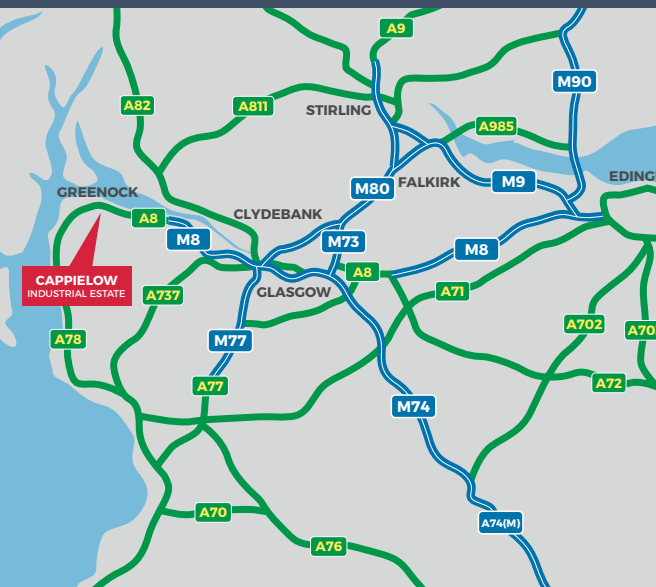 A9
M90
A82
A811
STIRLING
A985
M80
FALKIRK
M9
EDING
GREENOCK
A8
CLYDEBANK
M8
M73
M8
CAPPIELOW
INDUSTRIAL ESTATE
A8
A737
GLASGOW
A71
A78
M77
A702
A70
A77
A72
M74
A70
A74(M)
A76